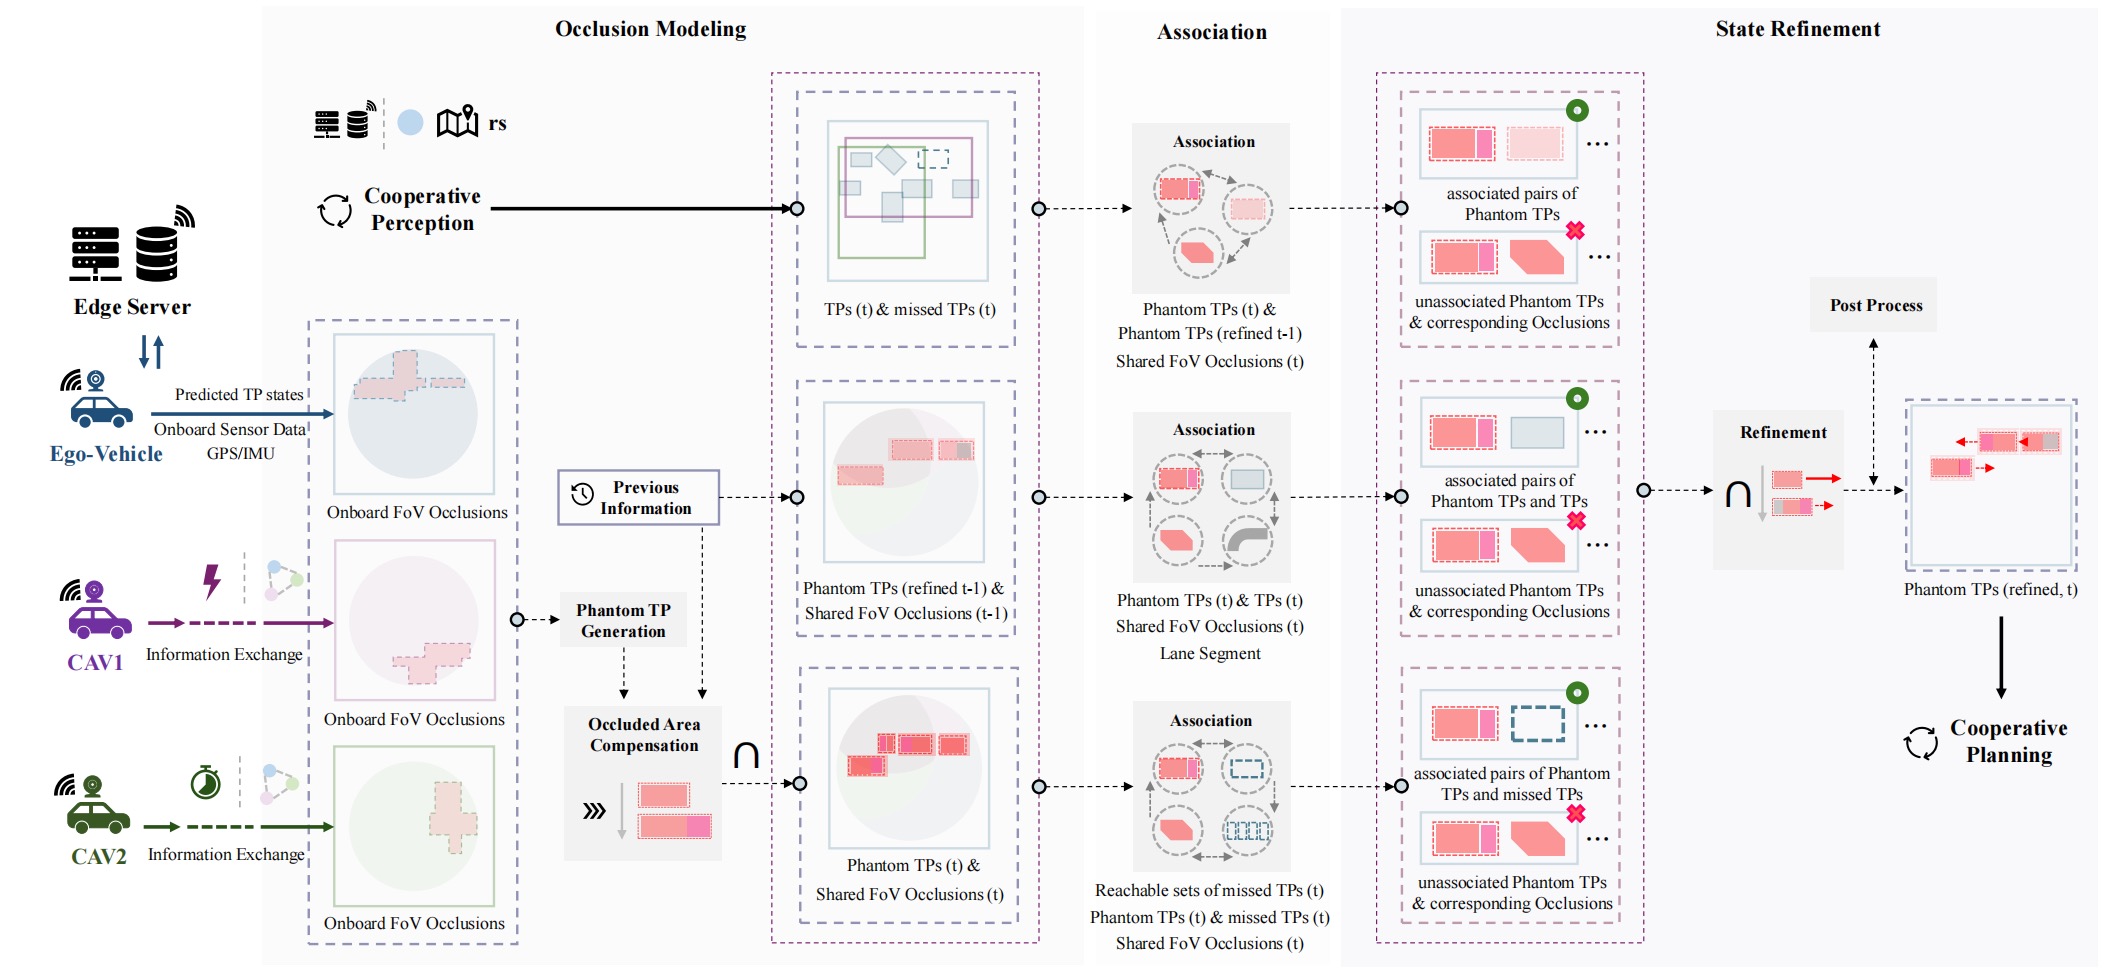 Occlusion Modeling
Association
State Refinement
rs
Cooperative
Perception
Edge Server
Ego-Vehicle
Predicted TP states
Onboard Sensor Data
GPS/IMU
CAV1
Information Exchange
CAV2
Information Exchange
Onboard FoV Occlusions
Onboard FoV Occlusions
Onboard FoV Occlusions
Previous
Information
Phantom TP
Generation
Occluded Area
Compensation
∩
TPs (t) & missed TPs (t)
Phantom TPs (refined t-1) &
Shared FoV Occlusions (t-1)
Phantom TPs (t) &
Shared FoV Occlusions (t)
Association
Phantom TPs (t) &
Phantom TPs (refined t-1)
Shared FoV Occlusions (t)
Association
Phantom TPs (t) & TPs (t)
Shared FoV Occlusions (t)
Lane Segment
Association
Reachable sets of missed TPs (t)
Phantom TPs (t) & missed TPs (t)
Shared FoV Occlusions (t)
...
associated pairs of
Phantom TPs
...
unassociated Phantom TPs
& corresponding Occlusions
...
associated pairs of
Phantom TPs and TPs
...
unassociated Phantom TPs
& corresponding Occlusions
...
associated pairs of Phantom
TPs and missed TPs
...
unassociated Phantom TPs
& corresponding Occlusions
Post Process
Refinement
∩
Phantom TPs (refined, t)
Cooperative
Planning